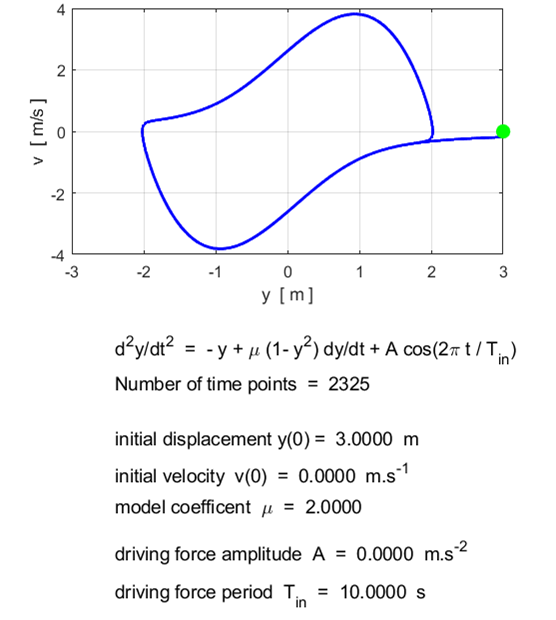 4
2
0
-2
-4
v [ m/s ]
-3 -2 -1 0 1 2 3
y [ m ]
d²y/dt² = - y + μ (1- y²) dy/dt + A cos(2π t / T_in)
Number of time points = 2325
initial displacement y(0) = 3.0000 m
initial velocity v(0) = 0.0000 m.s⁻¹
model coefficent μ = 2.0000
driving force amplitude A = 0.0000 m.s⁻²
driving force period T_in = 10.0000 s